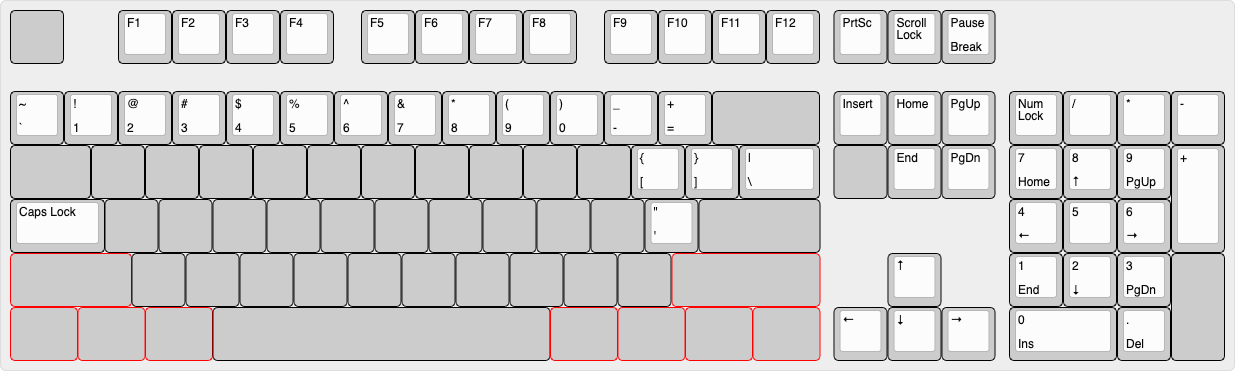 F1 F2 F3 F4 F5 F6 F7 F8 F9 F10 F11 F12 PrtSc Scroll Pause
Lock
Break
~ ! @ # $ % ^ & * ( ) _ + Insert Home PgUp Num / * -
Lock
` 1 2 3 4 5 6 7 8 9 0 - =
{ } | End PgDn 7 8 9 +
[ ] \ Home ↑ PgUp
Caps Lock " 4 5 6
' ← →
↑ 1 2 3
End ↓ PgDn
← ↓ → 0 .
Ins Del